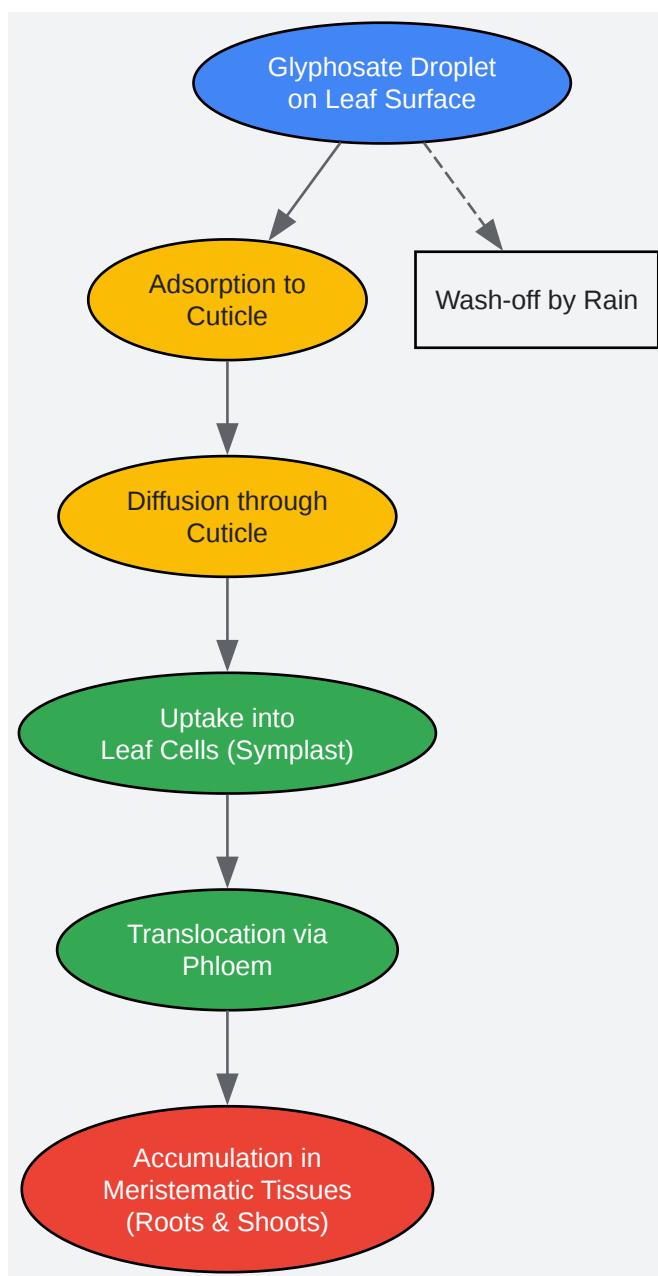 Glyphosate Droplet
on Leaf Surface
Adsorption to
Cuticle
Wash-off by Rain
Diffusion through
Cuticle
Uptake into
Leaf Cells (Symplast)
Translocation via
Phloem
Accumulation in
Meristematic Tissues
(Roots & Shoots)